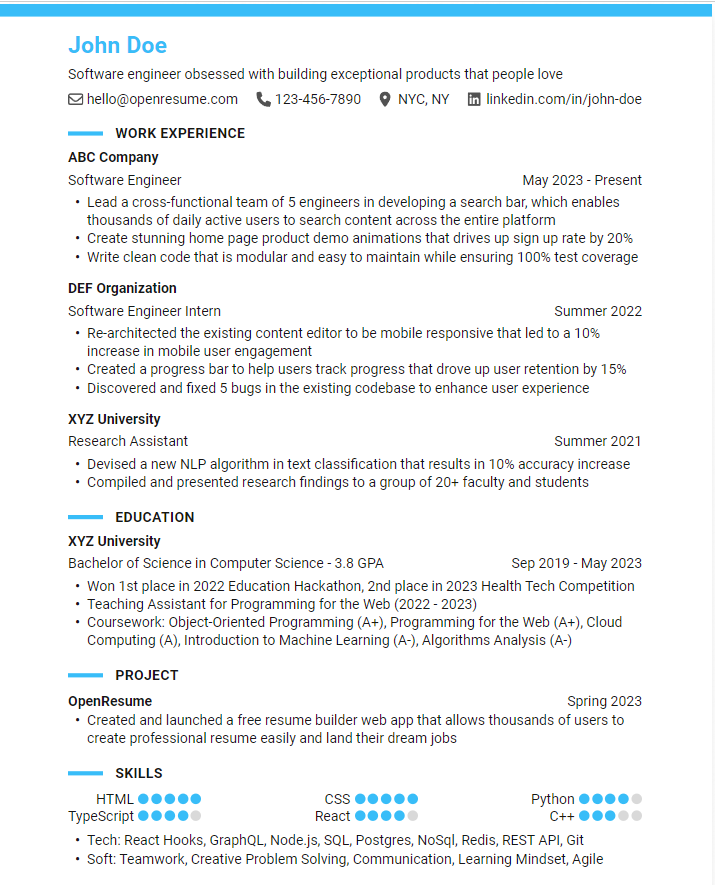 John Doe
Software engineer obsessed with building exceptional products that people love
hello@openresume.com 123-456-7890 NYC, NY linkedin.com/in/john-doe
WORK EXPERIENCE
ABC Company
Software Engineer May 2023 - Present
• Lead a cross-functional team of 5 engineers in developing a search bar, which enables
thousands of daily active users to search content across the entire platform
• Create stunning home page product demo animations that drives up sign up rate by 20%
• Write clean code that is modular and easy to maintain while ensuring 100% test coverage
DEF Organization
Software Engineer Intern Summer 2022
• Re-architected the existing content editor to be mobile responsive that led to a 10%
increase in mobile user engagement
• Created a progress bar to help users track progress that drove up user retention by 15%
• Discovered and fixed 5 bugs in the existing codebase to enhance user experience
XYZ University
Research Assistant Summer 2021
• Devised a new NLP algorithm in text classification that results in 10% accuracy increase
• Compiled and presented research findings to a group of 20+ faculty and students
EDUCATION
XYZ University
Bachelor of Science in Computer Science - 3.8 GPA Sep 2019 - May 2023
• Won 1st place in 2022 Education Hackathon, 2nd place in 2023 Health Tech Competition
• Teaching Assistant for Programming for the Web (2022 - 2023)
• Coursework: Object-Oriented Programming (A+), Programming for the Web (A+), Cloud
Computing (A), Introduction to Machine Learning (A-), Algorithms Analysis (A-)
PROJECT
OpenResume Spring 2023
• Created and launched a free resume builder web app that allows thousands of users to
create professional resume easily and land their dream jobs
SKILLS
HTML CSS Python
TypeScript React C++
• Tech: React Hooks, GraphQL, Node.js, SQL, Postgres, NoSql, Redis, REST API, Git
• Soft: Teamwork, Creative Problem Solving, Communication, Learning Mindset, Agile